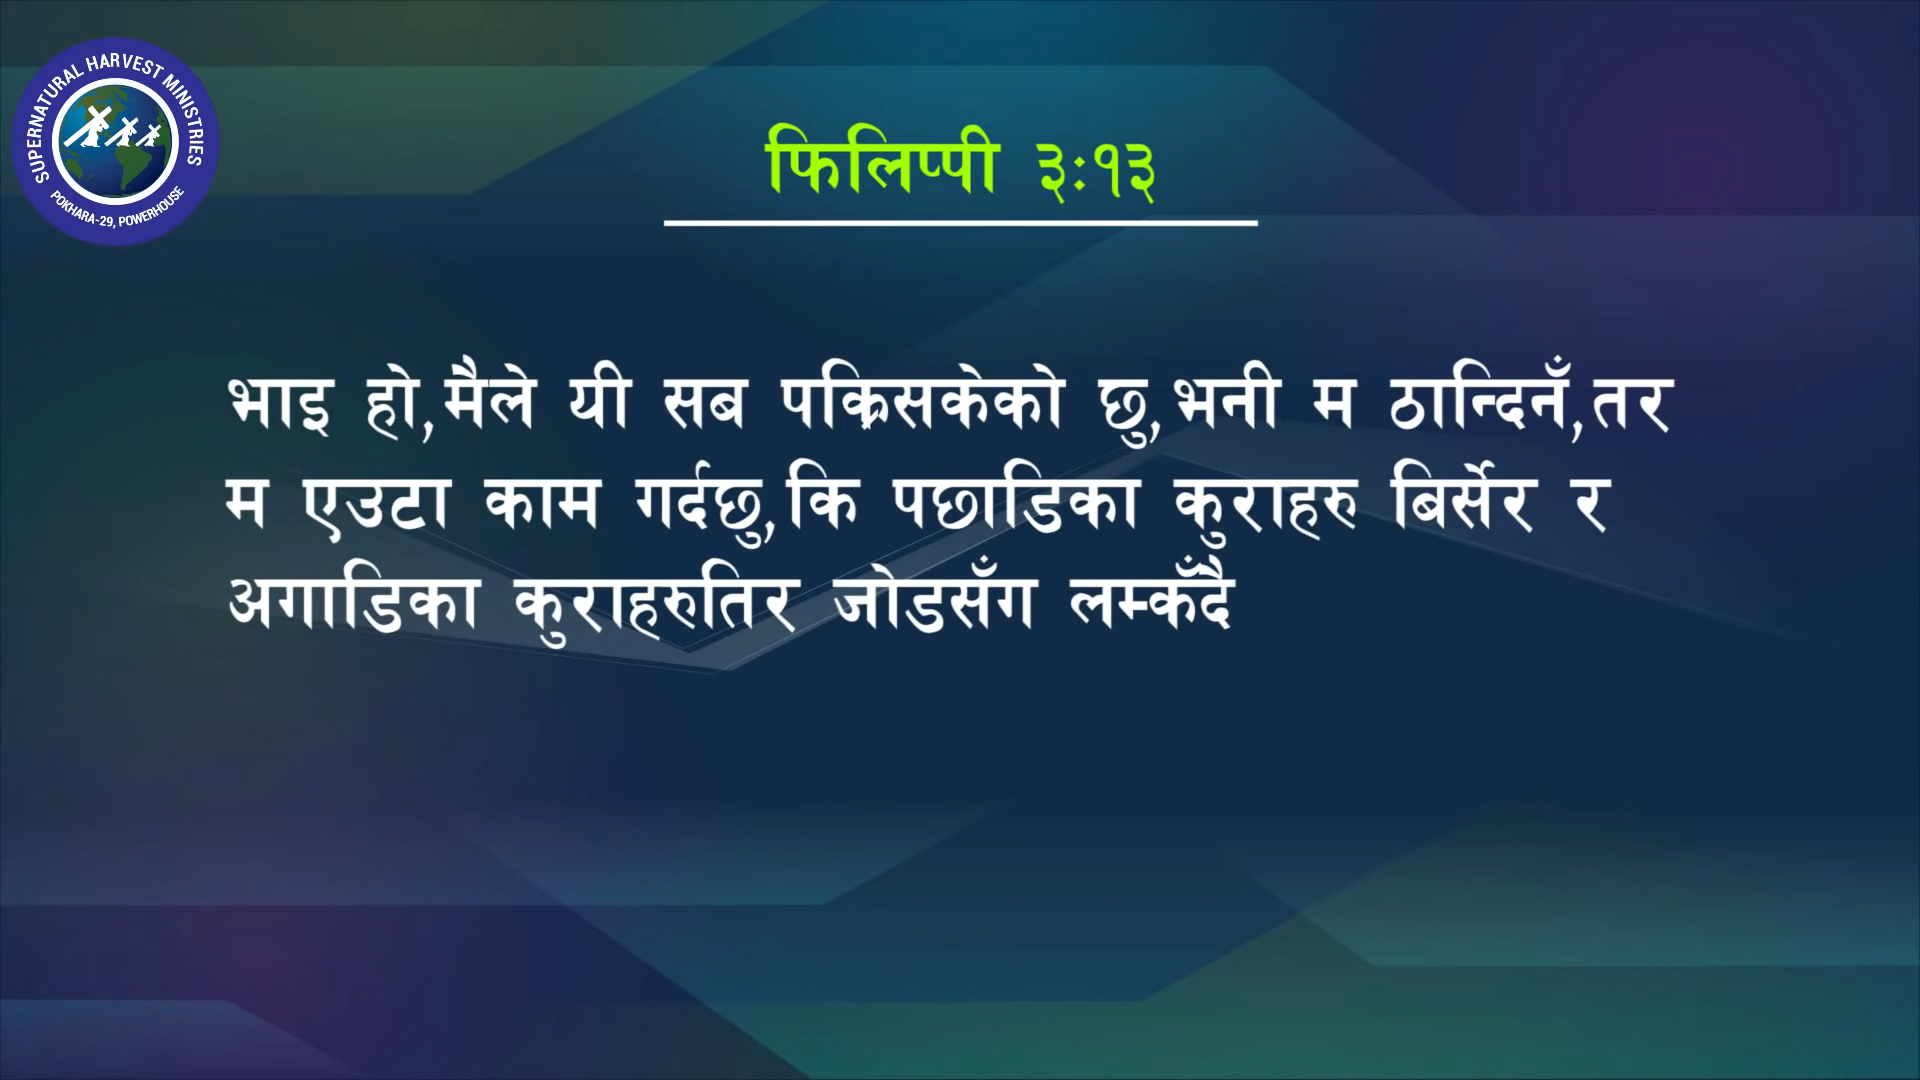 SUPERNATURAL HARVEST MINISTRIES
POKHARA-29, POWERHOUSE
फिलिप्पी ३:१३
भाइ हो,मैले यी सब पक्रिसकेको छु,भनी म ठान्दिनँ,तर
म एउटा काम गर्दछु,कि पछाडिका कुराहरु बिर्सेर र
अगाडिका कुराहरुतिर जोडसँग लम्कँदै